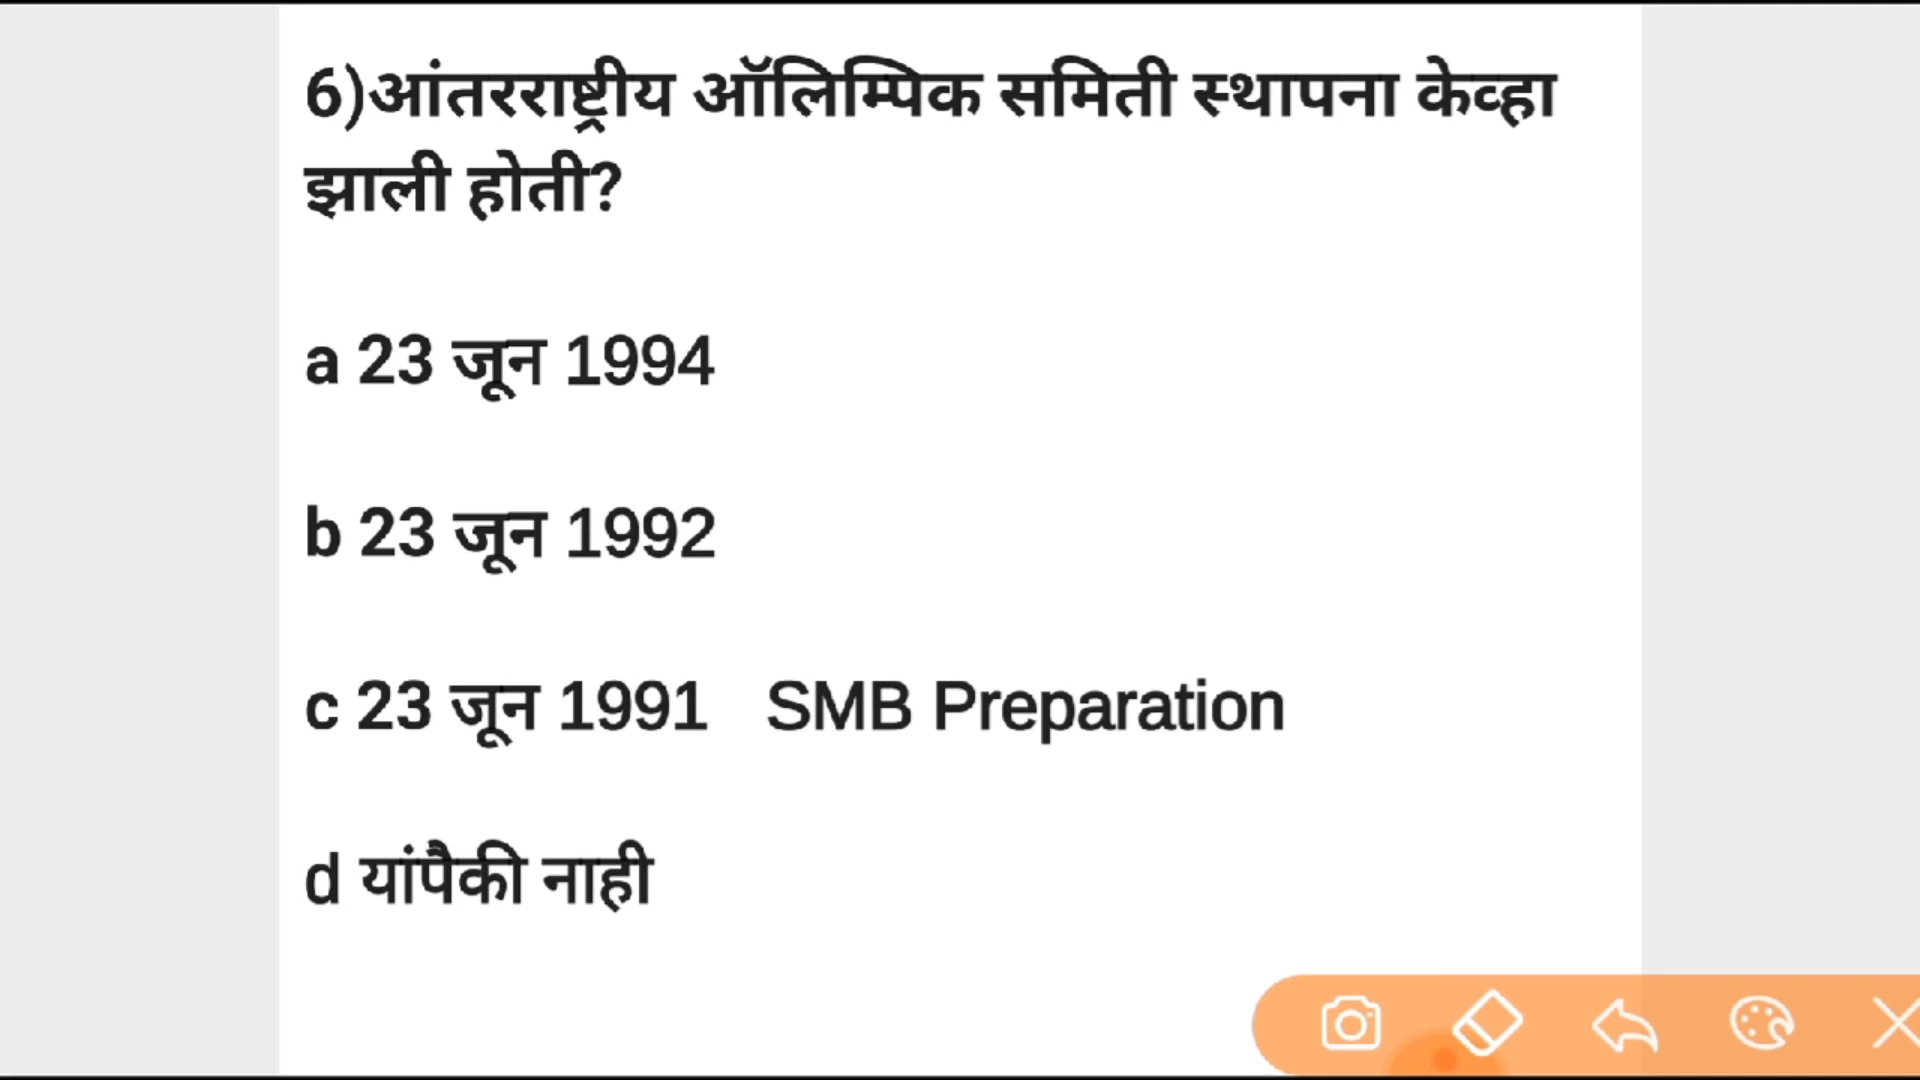 6)आंतरराष्ट्रीय ऑलिम्पिक समिती स्थापना केव्हा
झाली होती?
a 23 जून 1994
b 23 जून 1992
c 23 जून 1991 SMB Preparation
d यांपैकी नाही